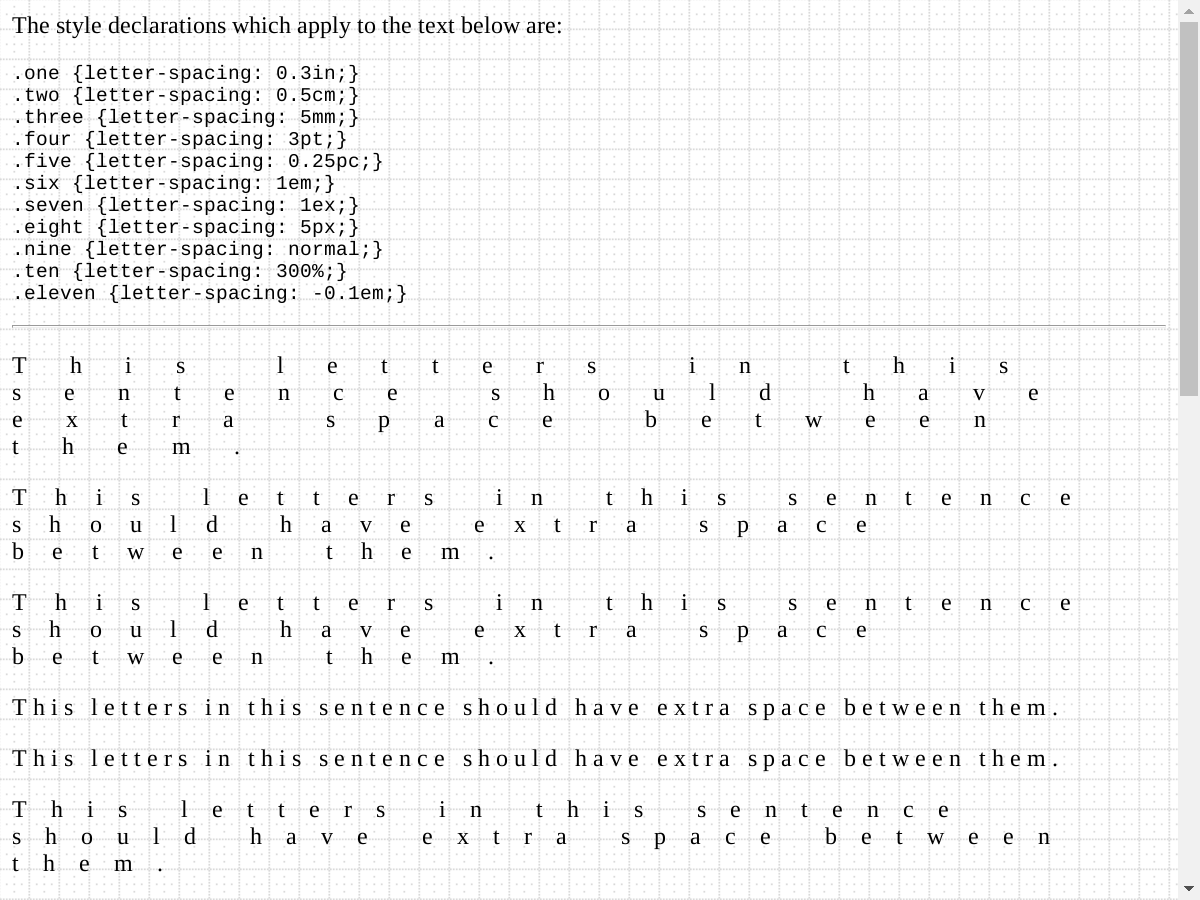 The style declarations which apply to the text below are:
.one {letter-spacing: 0.3in;}
.two {letter-spacing: 0.5cm;}
.three {letter-spacing: 5mm;}
.four {letter-spacing: 3pt;}
.five {letter-spacing: 0.25pc;}
.six {letter-spacing: 1em;}
.seven {letter-spacing: 1ex;}
.eight {letter-spacing: 5px;}
.nine {letter-spacing: normal;}
.ten {letter-spacing: 300%;}
.eleven {letter-spacing: -0.1em;}
This letters in this
sentence should have
extra space between
them.
This letters in this sentence
should have extra space
between them.
This letters in this sentence
should have extra space
between them.
This letters in this sentence should have extra space between them.
This letters in this sentence should have extra space between them.
This letters in this sentence
should have extra space between
them.